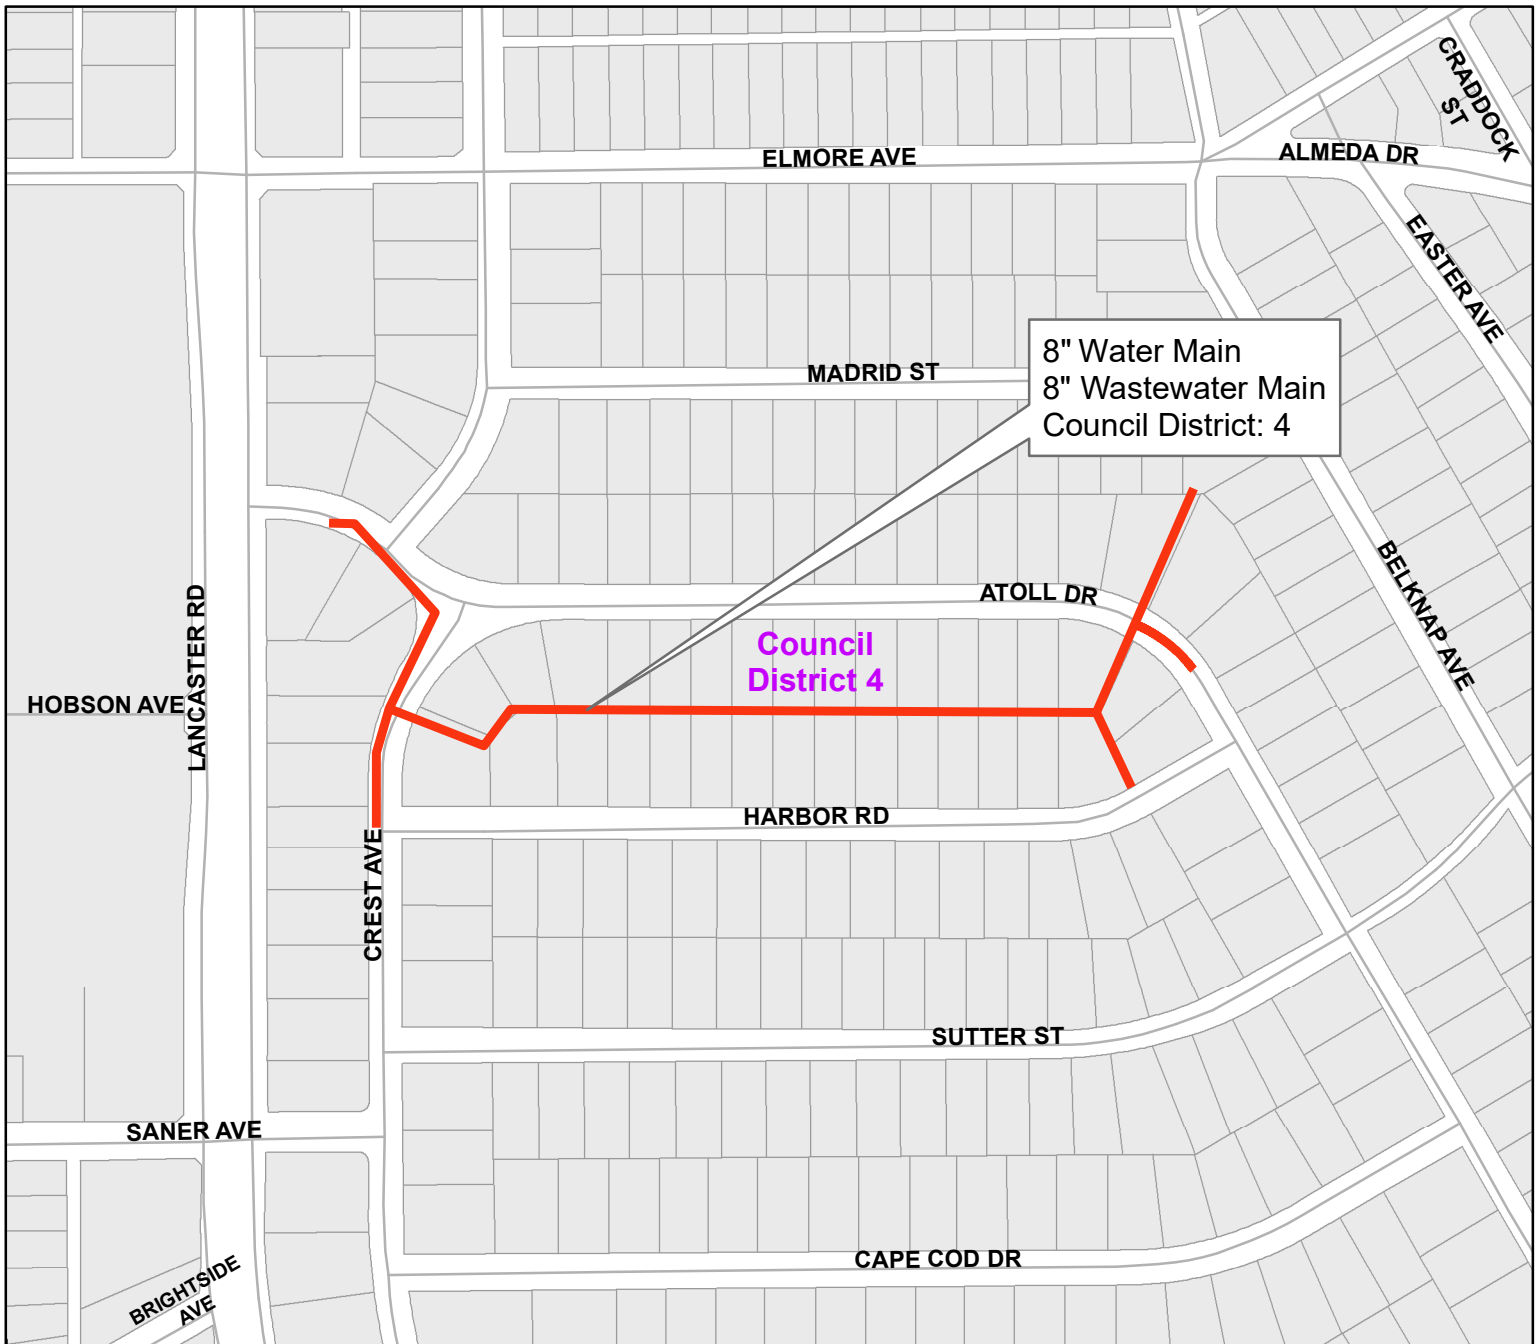 CRADDOCK
ST
ELMORE AVE
ALMEDA DR
EASTER AVE
8" Water Main
8" Wastewater Main
Council District: 4
MADRID ST
ATOLL DR
BELKNAP AVE
LANCASTER RD
Council
District 4
HOBSON AVE
HARBOR RD
CREST AVE
SUTTER ST
SANER AVE
CAPE COD DR
BRIGHTSIDE
AVE